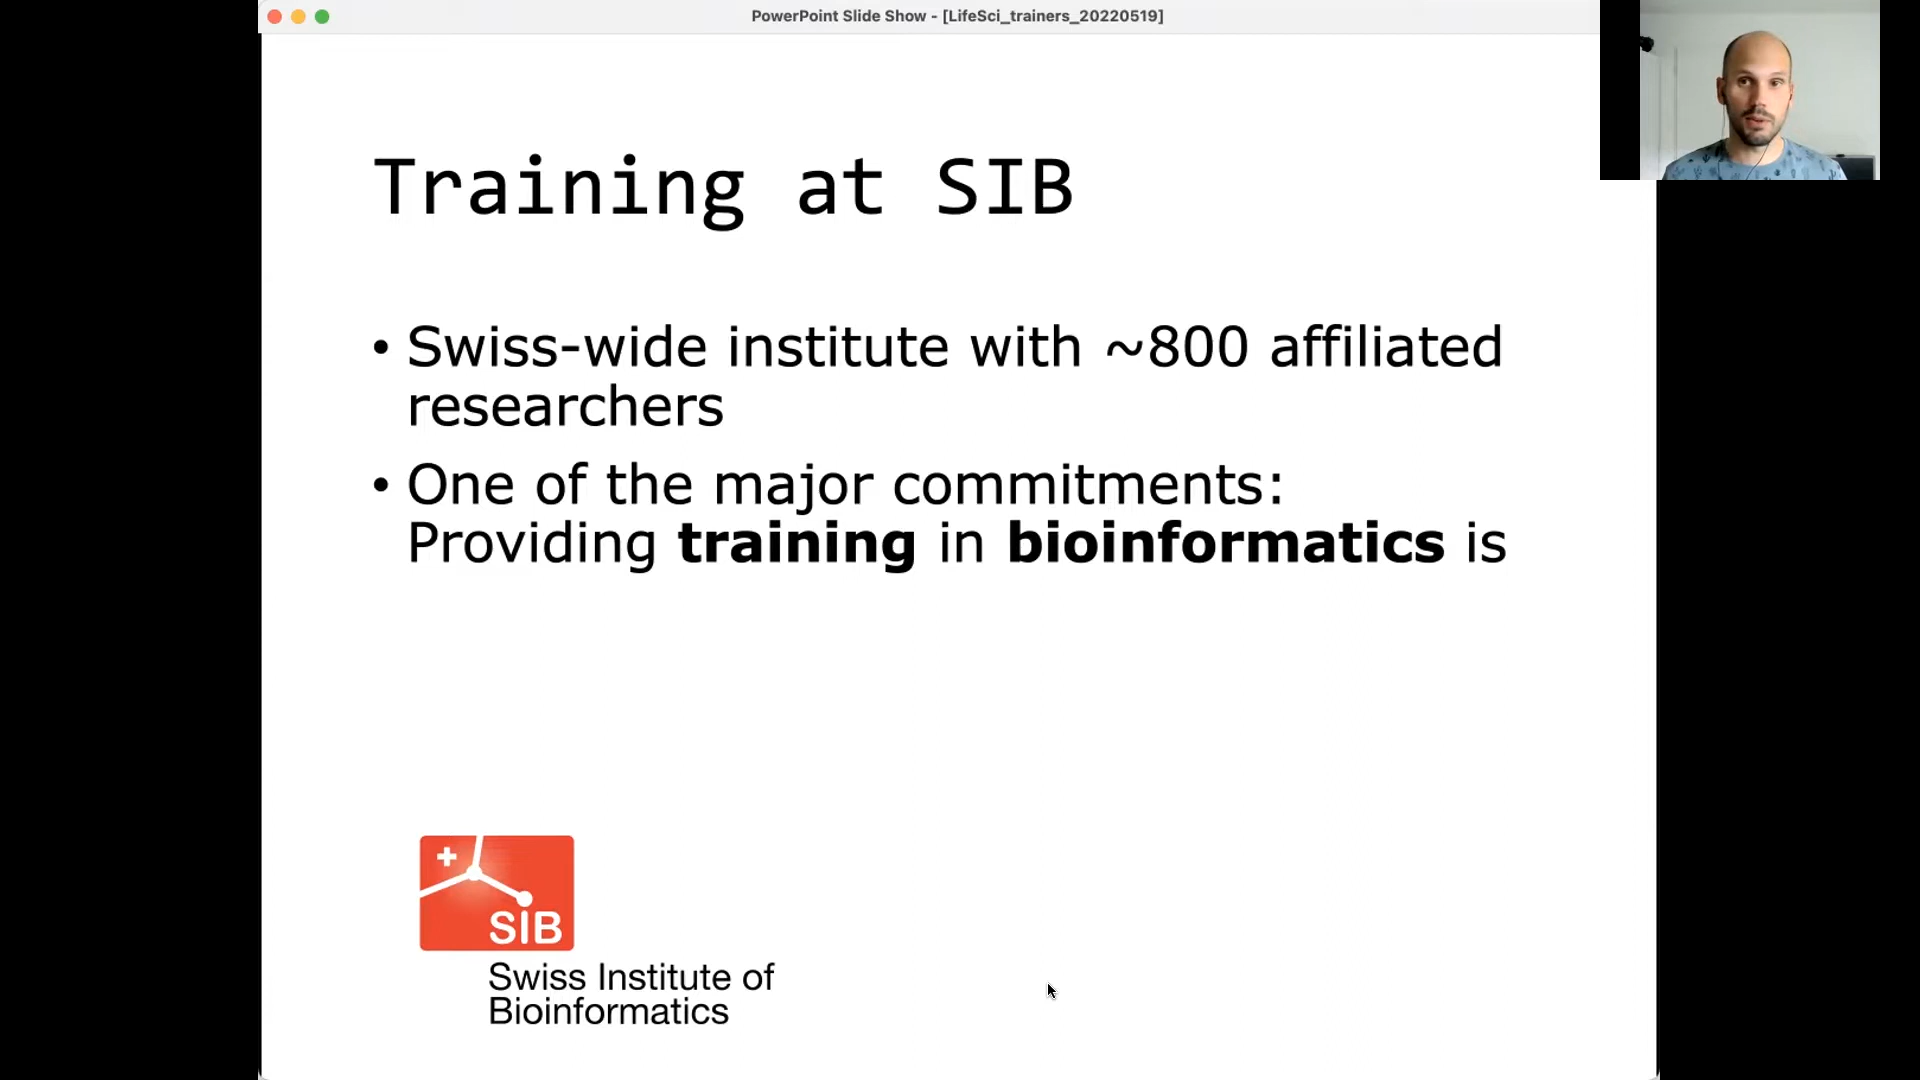 PowerPoint Slide Show - [LifeSci_trainers_20220519]
Training at SIB
• Swiss-wide institute with ~800 affiliated
researchers
• One of the major commitments:
Providing training in bioinformatics is
SIB
Swiss Institute of
Bioinformatics